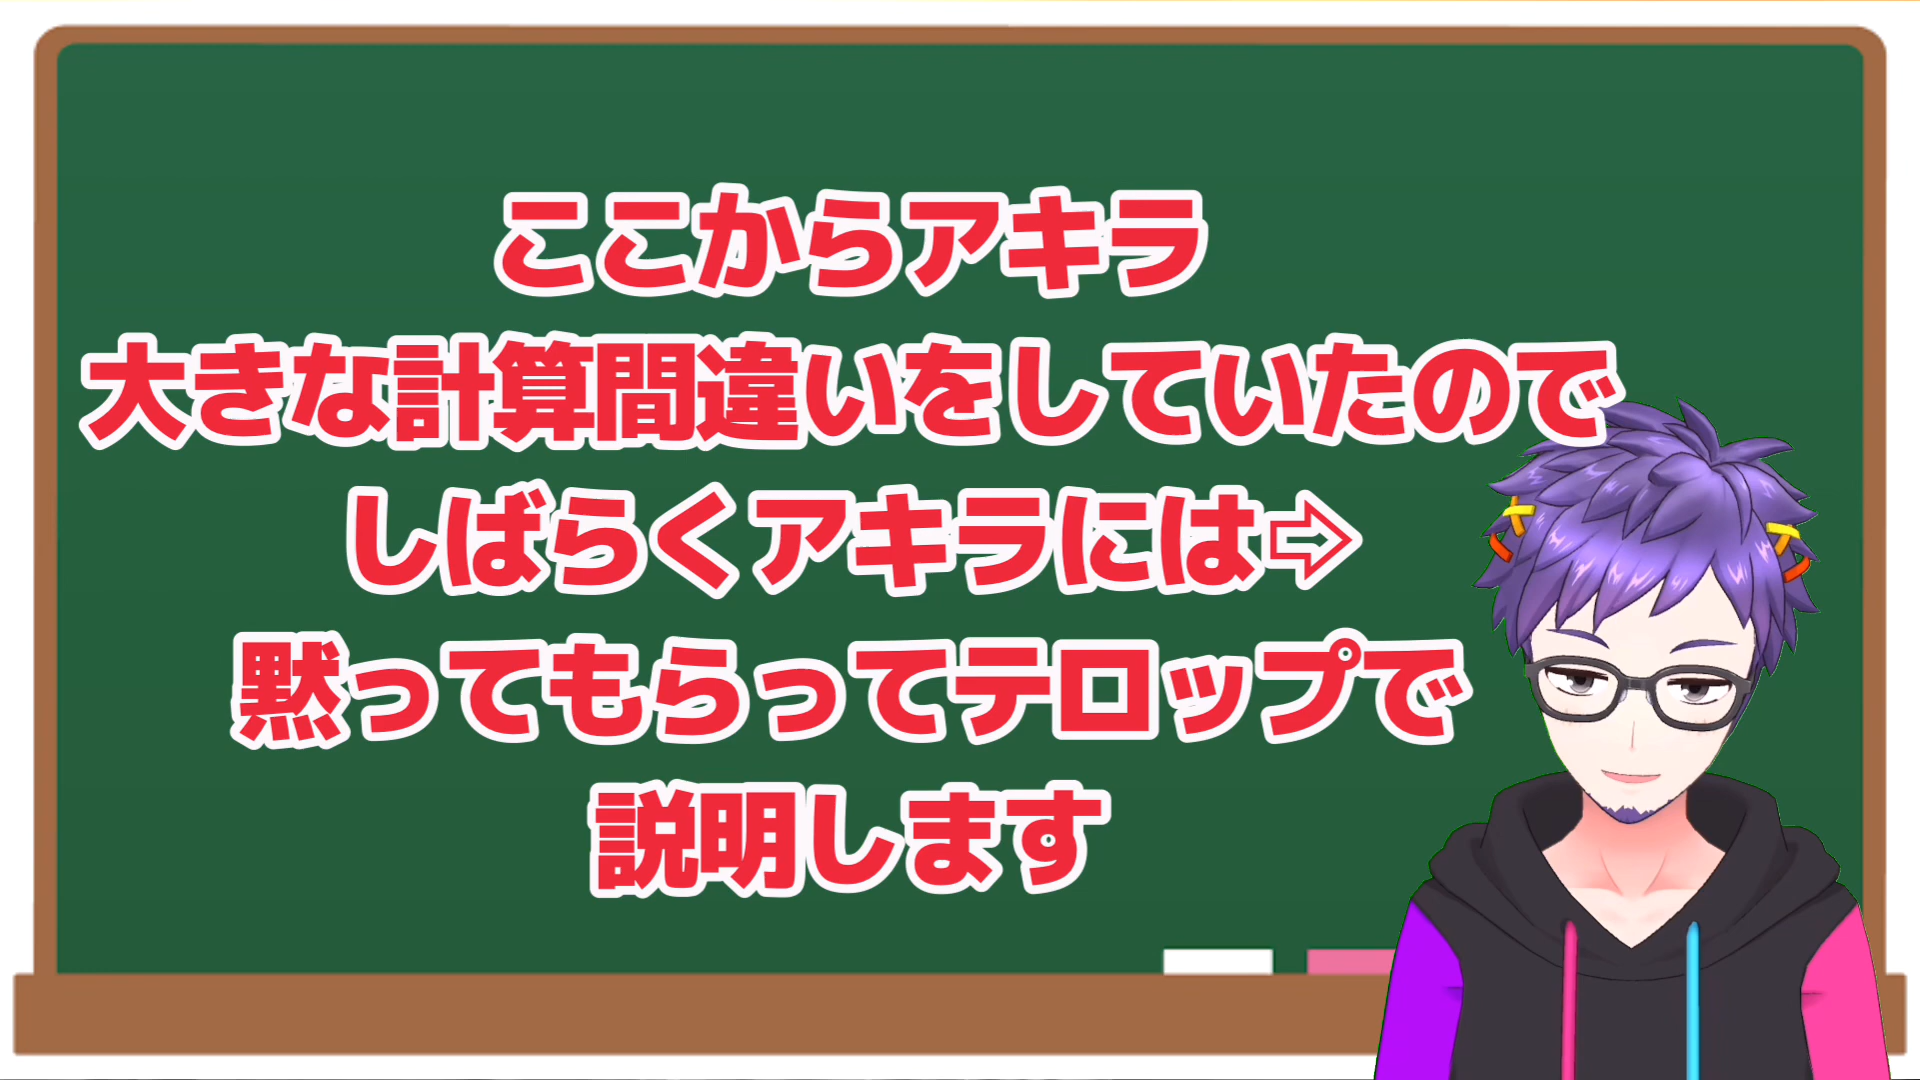 ここからアキラ
大きな計算間違いをしていたので
しばらくアキラには⇨
黙ってもらってテロップで
説明します